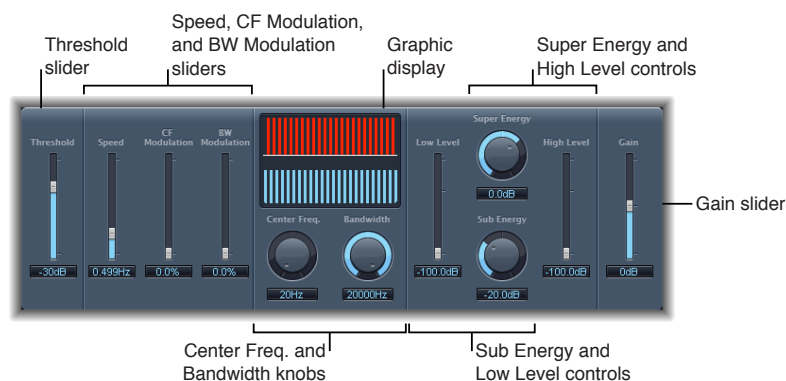 Threshold
slider
Speed, CF Modulation,
and BW Modulation
sliders
Graphic
display
Super Energy and
High Level controls
Threshold
Speed
CF
Modulation
BW
Modulation
Low Level
Super Energy
High Level
Gain
0.0dB
Gain slider
Center Freq.
Bandwidth
Sub Energy
-30dB
0.499Hz
0.0%
0.0%
20Hz
20000Hz
-100.0dB
-20.0dB
-100.0dB
0dB
Center Freq. and
Bandwidth knobs
Sub Energy and
Low Level controls